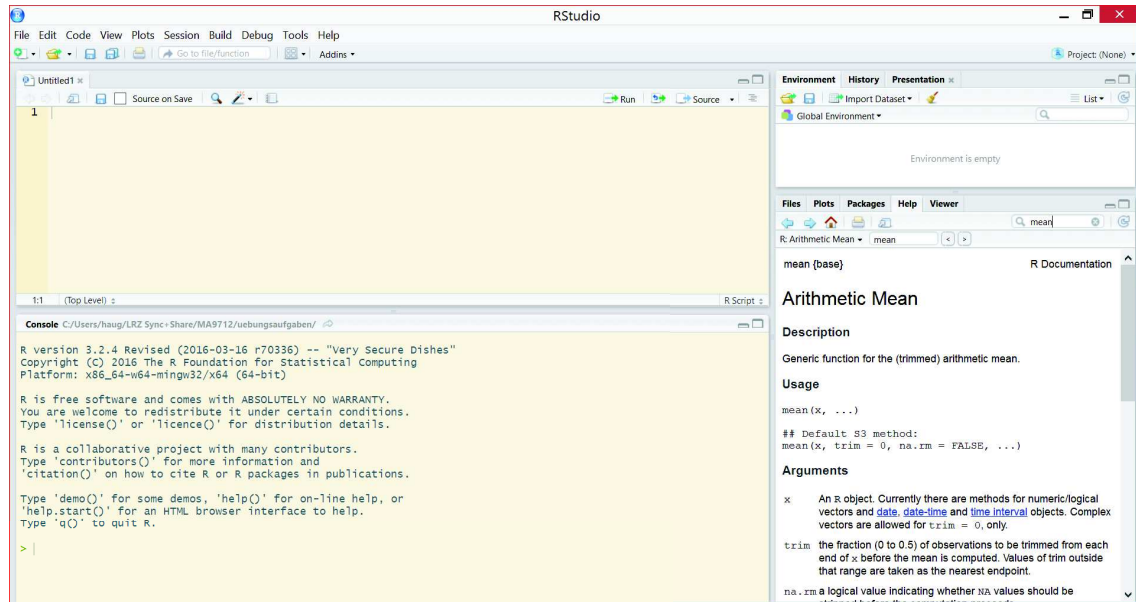 RStudio
File Edit Code View Plots Session Build Debug Tools Help
Go to file/function Addins Project: (None)
Untitled1
Source on Save Run Source
1
1:1 (Top Level) R Script
Console C:/Users/haug/LRZ Sync+Share/MA9712/uebungsaufgaben/
R version 3.2.4 Revised (2016-03-16 r70336) -- "Very Secure Dishes"
Copyright (C) 2016 The R Foundation for Statistical Computing
Platform: x86_64-w64-mingw32/x64 (64-bit)
R is free software and comes with ABSOLUTELY NO WARRANTY.
You are welcome to redistribute it under certain conditions.
Type 'license()' or 'licence()' for distribution details.
R is a collaborative project with many contributors.
Type 'contributors()' for more information and
'citation()' on how to cite R or R packages in publications.
Type 'demo()' for some demos, 'help()' for on-line help, or
'help.start()' for an HTML browser interface to help.
Type 'q()' to quit R.
>
Environment History Presentation
Import Dataset List
Global Environment
Environment is empty
Files Plots Packages Help Viewer
mean
R: Arithmetic Mean mean
mean {base} R Documentation
Arithmetic Mean
Description
Generic function for the (trimmed) arithmetic mean.
Usage
mean(x, ...)
## Default S3 method:
mean(x, trim = 0, na.rm = FALSE, ...)
Arguments
x An R object. Currently there are methods for numeric/logical
vectors and date, date-time and time interval objects. Complex
vectors are allowed for trim = 0, only.
trim the fraction (0 to 0.5) of observations to be trimmed from each
end of x before the mean is computed. Values of trim outside
that range are taken as the nearest endpoint.
na.rm a logical value indicating whether NA values should be